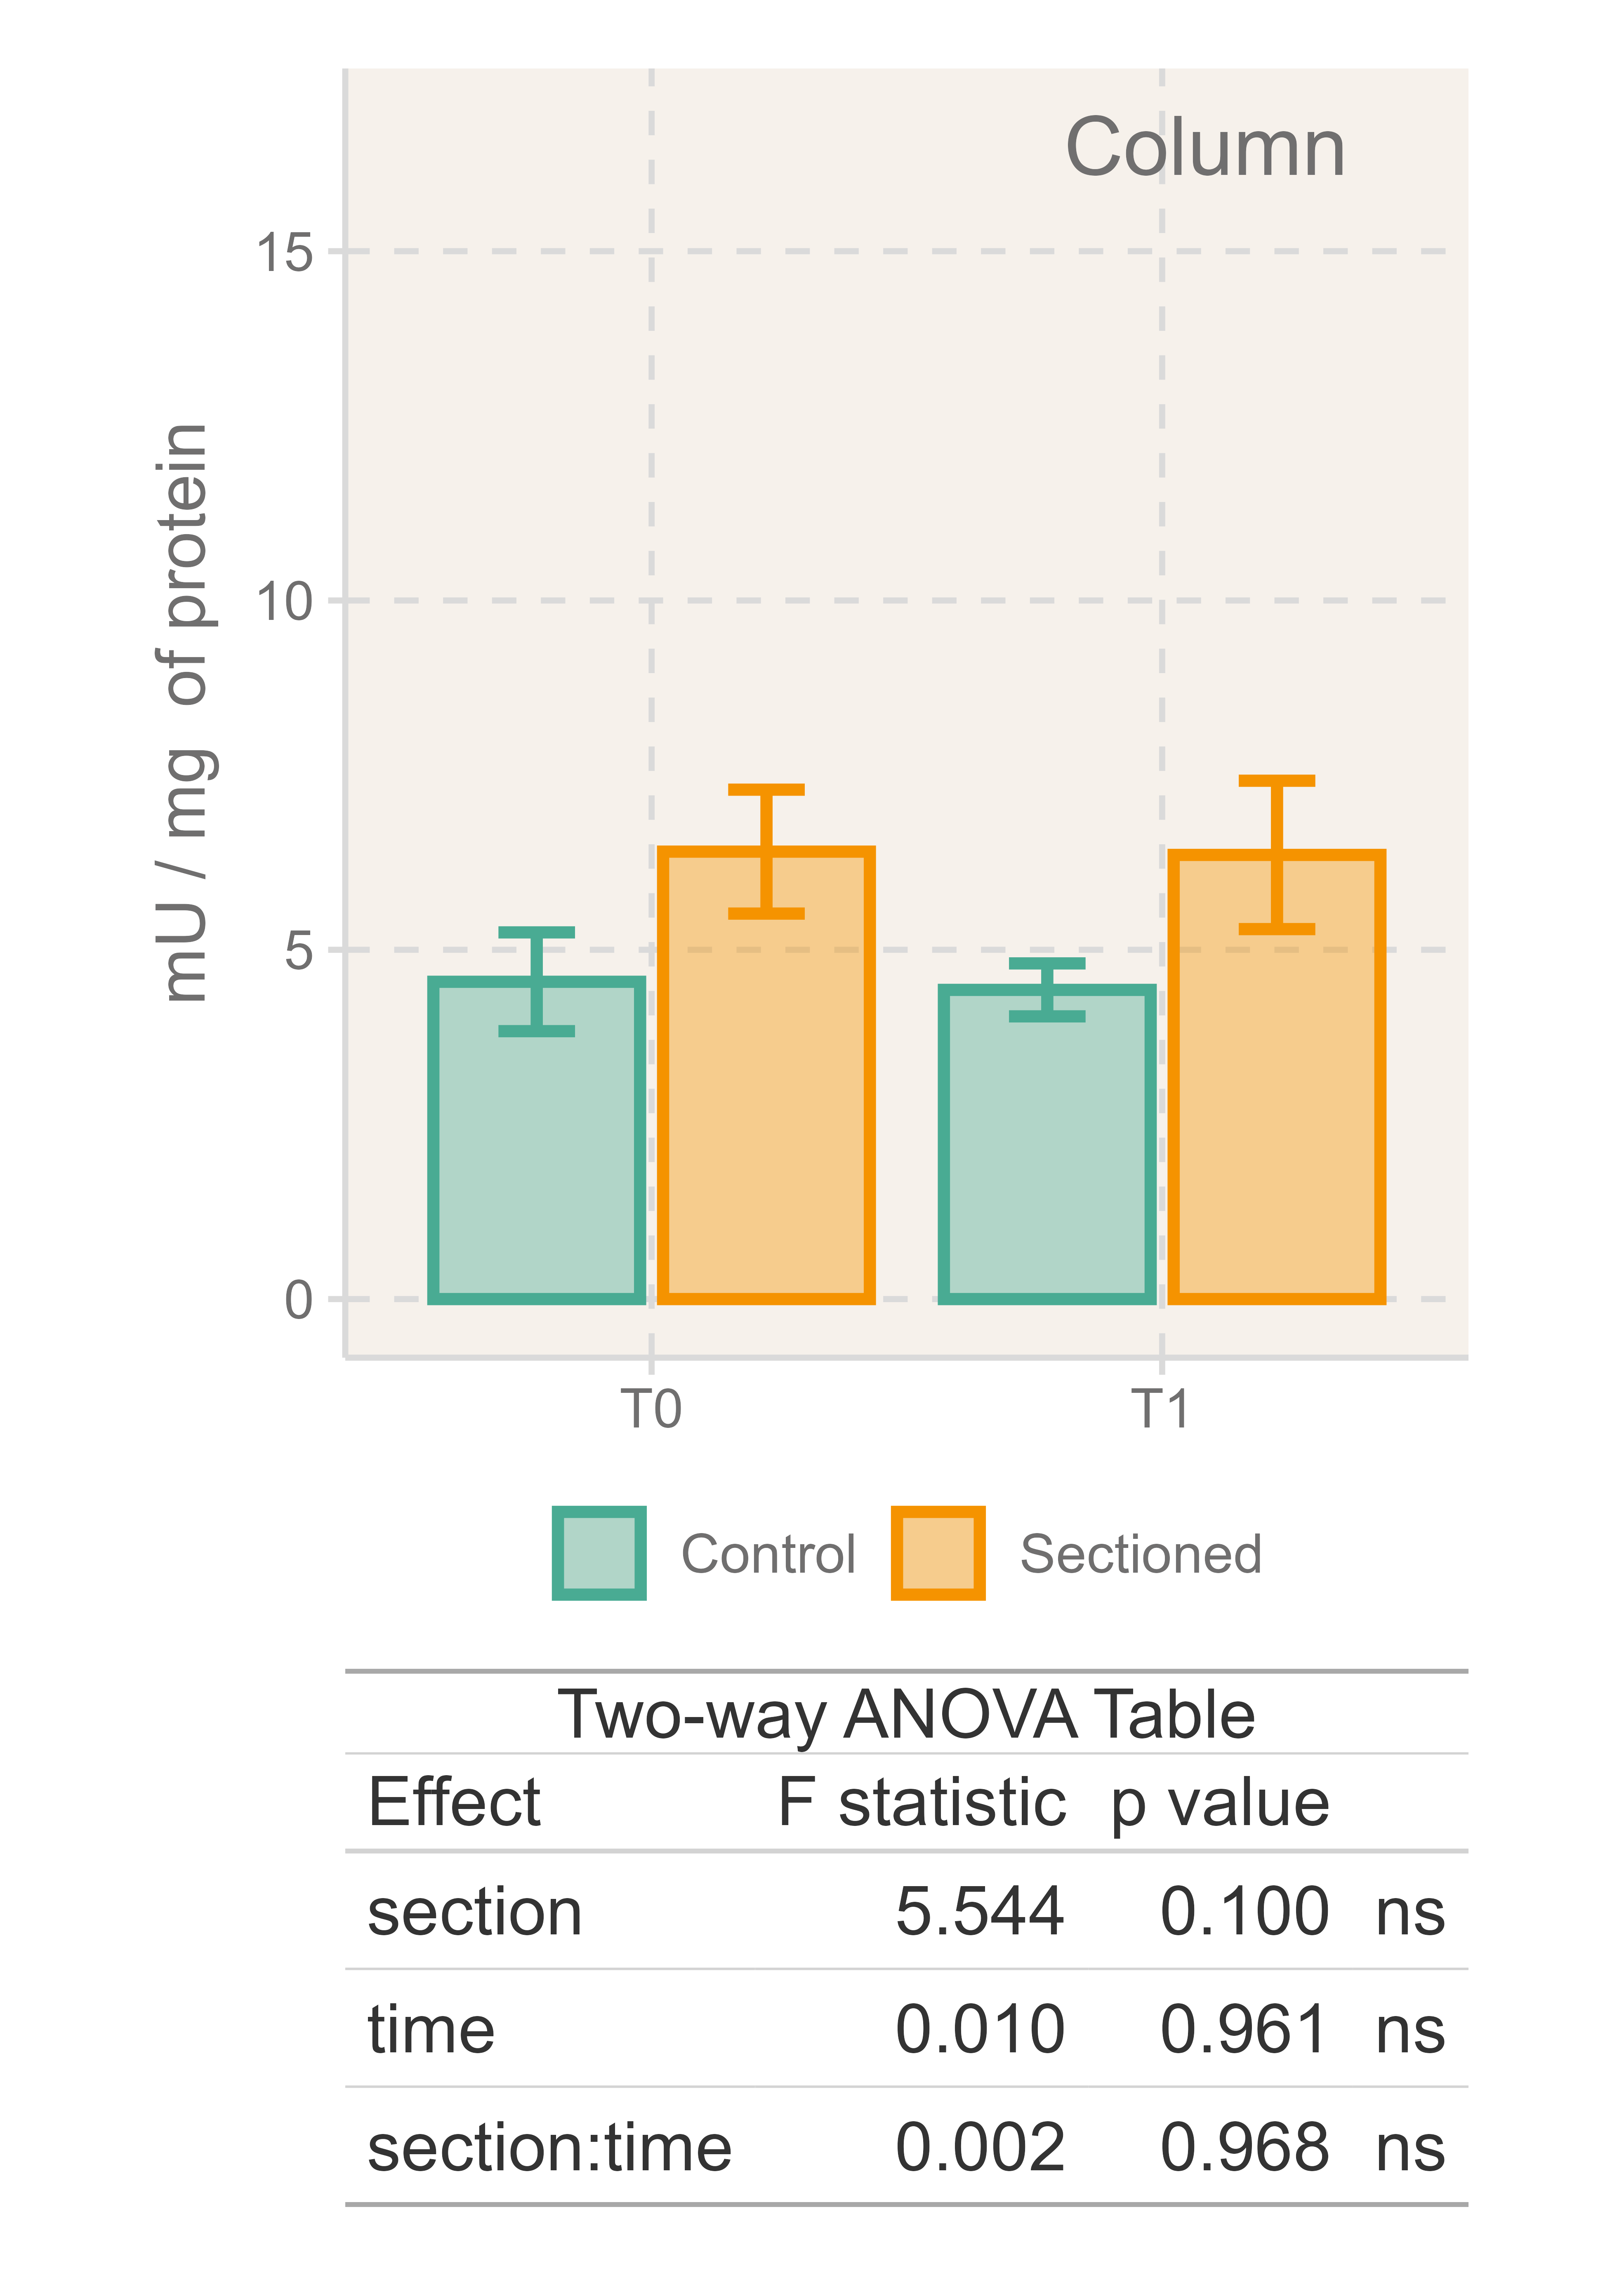 Column
15
10
5
0
mU / mg  of protein
T0 T1
Control Sectioned
Two-way ANOVA Table
Effect F statistic p value
section 5.544 0.100 ns
time 0.010 0.961 ns
section:time 0.002 0.968 ns